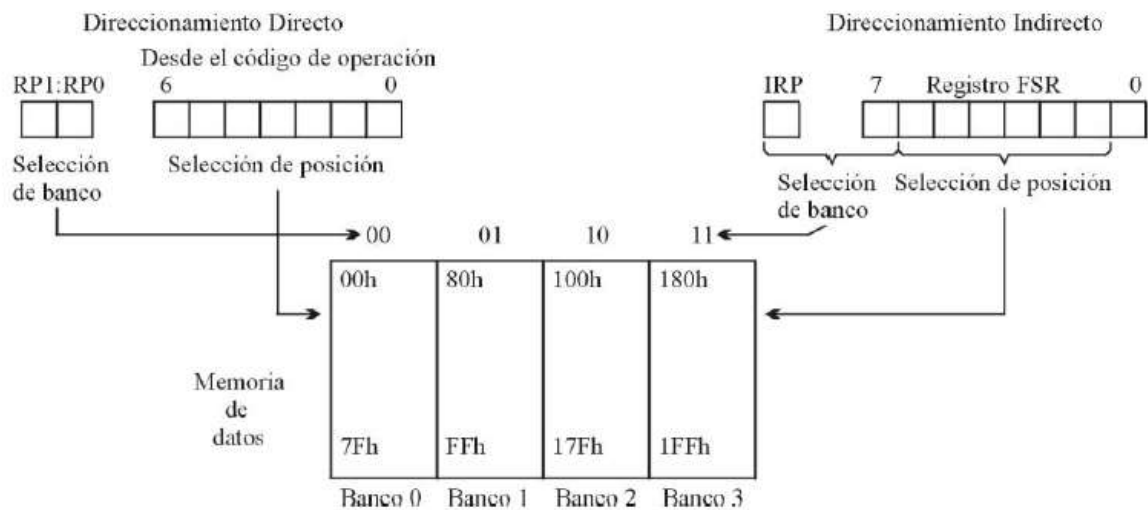 Direccionamiento Directo
Direccionamiento Indirecto
Desde el código de operación
RP1:RP0
6
0
IRP
7
Registro FSR
0
Selección
de banco
Selección de posición
Selección
de banco
Selección de posición
00
01
10
11
00h
80h
100h
180h
Memoria
de
datos
7Fh
FFh
17Fh
1FFh
Banco 0
Banco 1
Banco 2
Banco 3